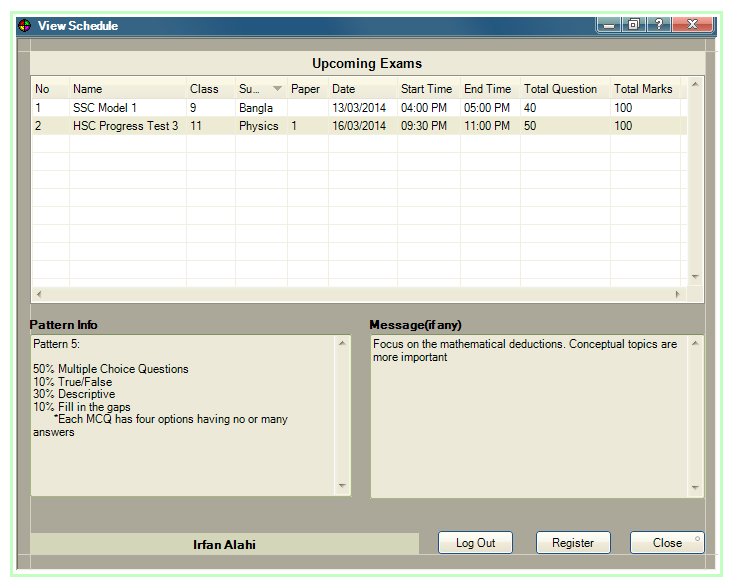 View Schedule
Upcoming Exams
No Name Class Su... Paper Date Start Time End Time Total Question Total Marks
1 SSC Model 1 9 Bangla 13/03/2014 04:00 PM 05:00 PM 40 100
2 HSC Progress Test 3 11 Physics 1 16/03/2014 09:30 PM 11:00 PM 50 100
Pattern Info
Pattern 5:
50% Multiple Choice Questions
10% True/False
30% Descriptive
10% Fill in the gaps
*Each MCQ has four options having no or many
answers
Message(if any)
Focus on the mathematical deductions. Conceptual topics are
more important
Irfan Alahi
Log Out Register Close